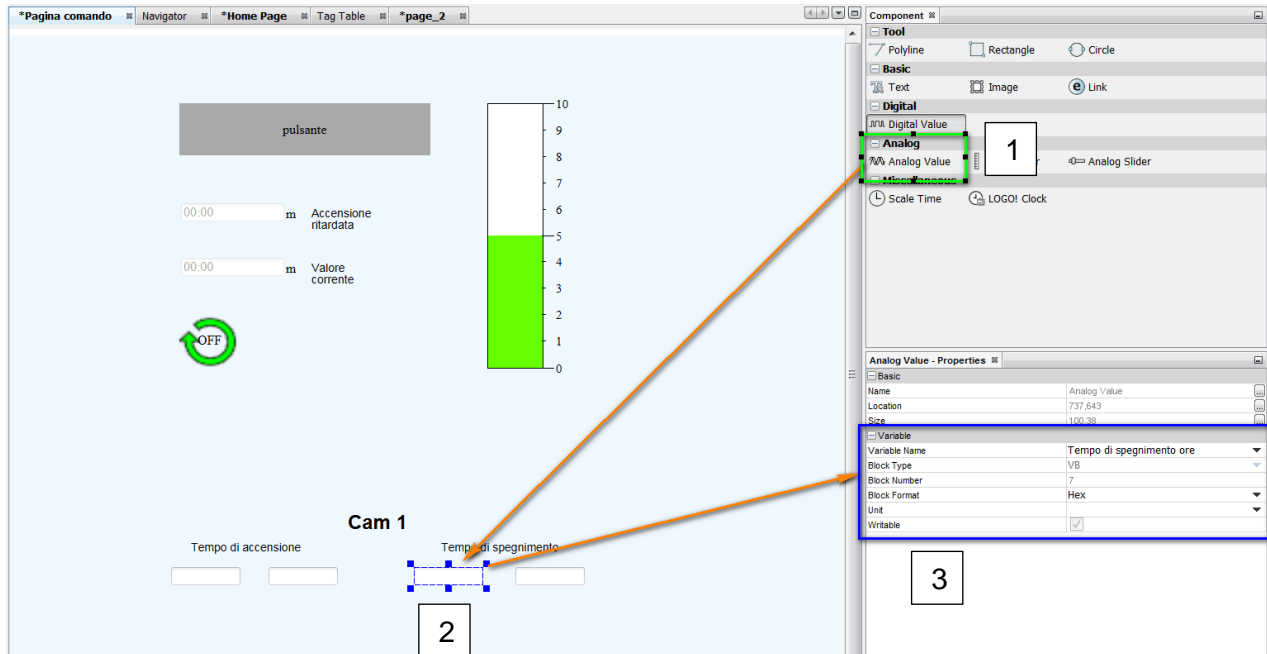 *Pagina comando Navigator *Home Page Tag Table *page_2
pulsante
10
9
8
7
6
5
4
3
2
1
0
00:00 m Accensione
ritardata
00:00 m Valore
corrente
OFF
Cam 1
Tempo di accensione Tempo di spegnimento
2
Component
Tool
Polyline Rectangle Circle
Basic
Text Image Link
Digital
Digital Value
Analog
1
Analog Value Analog Slider
Miscellaneous
Scale Time LOGO! Clock
Analog Value - Properties
Basic
Name Analog Value
Location 737,643
Size 100,38
Variable
Variable Name Tempo di spegnimento ore
Block Type VB
Block Number 7
Block Format Hex
Unit
Writable
3